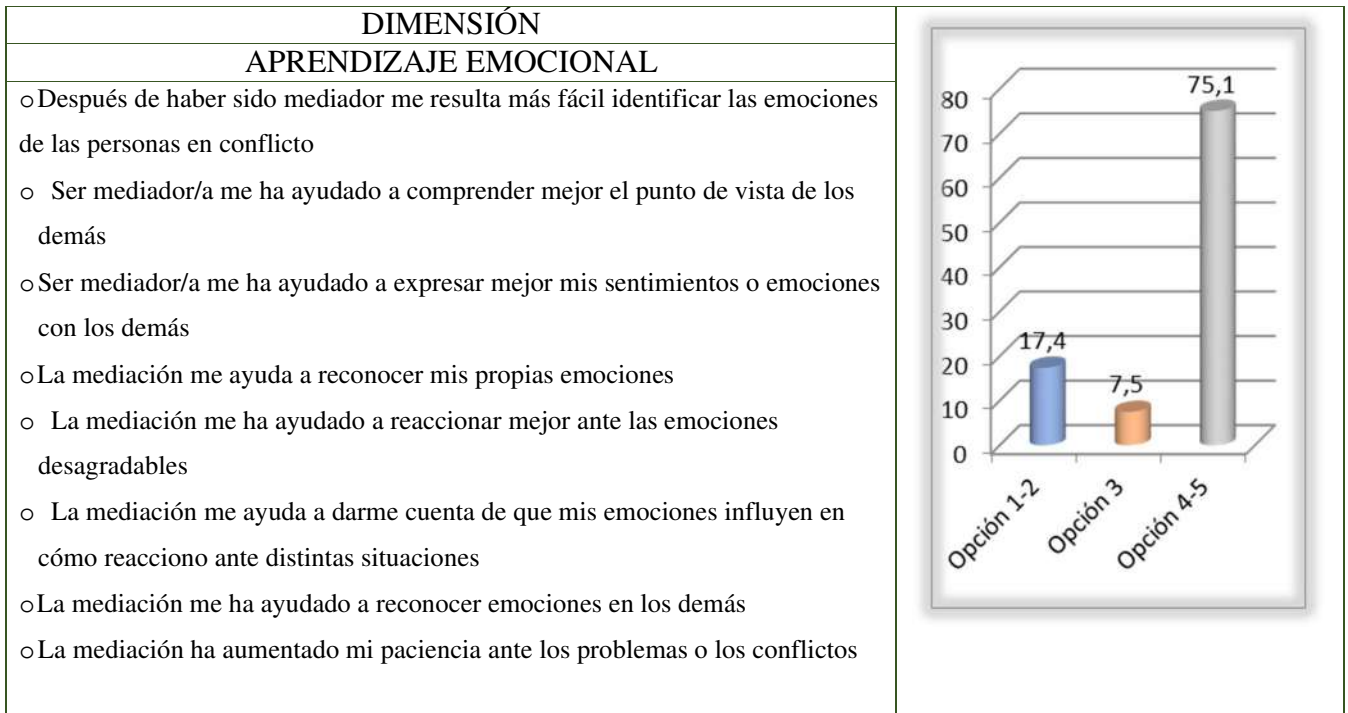 DIMENSIÓN
APRENDIZAJE EMOCIONAL
o Después de haber sido mediador me resulta más fácil identificar las emociones
de las personas en conflicto
o Ser mediador/a me ha ayudado a comprender mejor el punto de vista de los
demás
o Ser mediador/a me ha ayudado a expresar mejor mis sentimientos o emociones
con los demás
o La mediación me ayuda a reconocer mis propias emociones
o La mediación me ha ayudado a reaccionar mejor ante las emociones
desagradables
o La mediación me ayuda a darme cuenta de que mis emociones influyen en
cómo reacciono ante distintas situaciones
o La mediación me ha ayudado a reconocer emociones en los demás
o La mediación ha aumentado mi paciencia ante los problemas o los conflictos
80
70
60
50
40
30
20
10
0
17,4
7,5
75,1
Opción 1-2
Opción 3
Opción 4-5